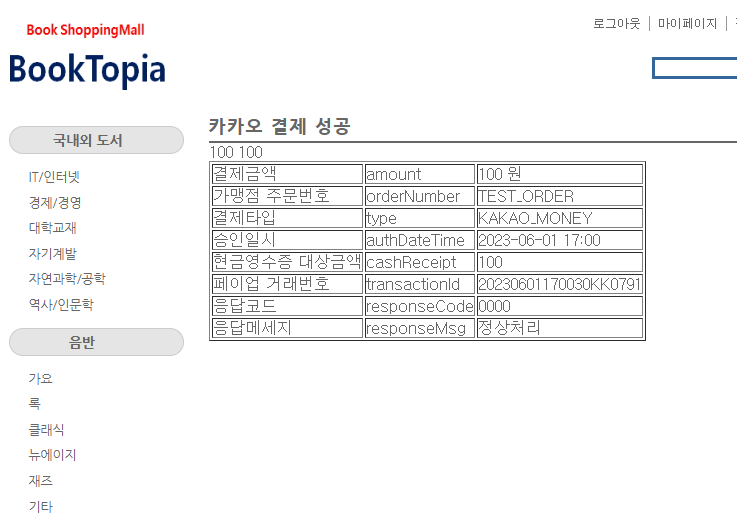 Book ShoppingMall
로그아웃 | 마이페이지 |
BookTopia
국내외 도서
IT/인터넷
경제/경영
대학교재
자기계발
자연과학/공학
역사/인문학
음반
가요
록
클래식
뉴에이지
재즈
기타
카카오 결제 성공
100 100
결제금액 amount 100 원
가맹점 주문번호 orderNumber TEST_ORDER
결제타입 type KAKAO_MONEY
승인일시 authDateTime 2023-06-01 17:00
현금영수증 대상금액 cashReceipt 100
페이업 거래번호 transactionId 20230601170030KK0791
응답코드 responseCode 0000
응답메세지 responseMsg 정상처리